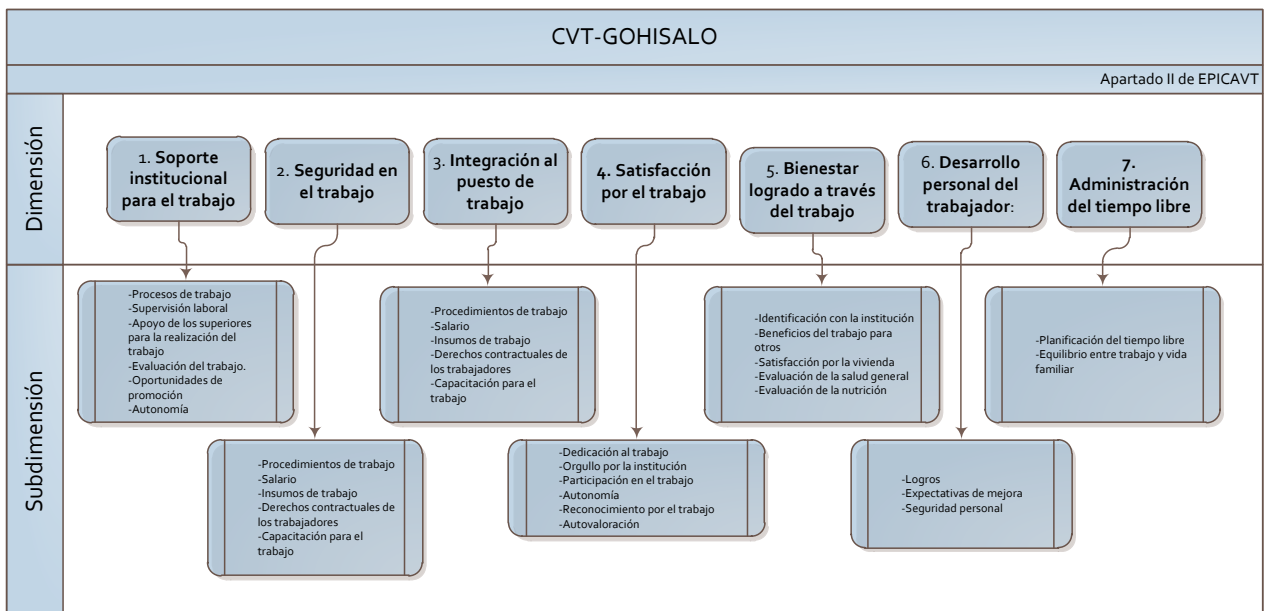 CVT-GOHISALO
Apartado II de EPICAVT
Dimensión
1. Soporte
institucional
para el trabajo
2. Seguridad en
el trabajo
3. Integración al
puesto de
trabajo
4. Satisfacción
por el trabajo
5. Bienestar
logrado a través
del trabajo
6. Desarrollo
personal del
trabajador:
7.
Administración
del tiempo libre
Subdimensión
-Procesos de trabajo
-Supervisión laboral
-Apoyo de los superiores
para la realización del
trabajo
-Evaluación del trabajo.
-Oportunidades de
promoción
-Autonomía
-Procedimientos de trabajo
-Salario
-Insumos de trabajo
-Derechos contractuales de
los trabajadores
-Capacitación para el
trabajo
-Procedimientos de trabajo
-Salario
-Insumos de trabajo
-Derechos contractuales de
los trabajadores
-Capacitación para el
trabajo
-Dedicación al trabajo
-Orgullo por la institución
-Participación en el trabajo
-Autonomía
-Reconocimiento por el trabajo
-Autovaloración
-Identificación con la institución
-Beneficios del trabajo para
otros
-Satisfacción por la vivienda
-Evaluación de la salud general
-Evaluación de la nutrición
-Logros
-Expectativas de mejora
-Seguridad personal
-Planificación del tiempo libre
-Equilibrio entre trabajo y vida
familiar